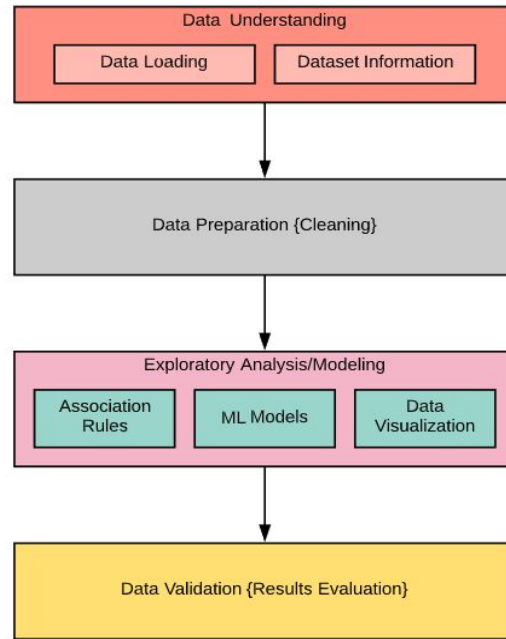 Data Understanding
Data Loading
Dataset Information
Data Preparation {Cleaning}
Exploratory Analysis/Modeling
Association
Rules
ML Models
Data
Visualization
Data Validation {Results Evaluation}